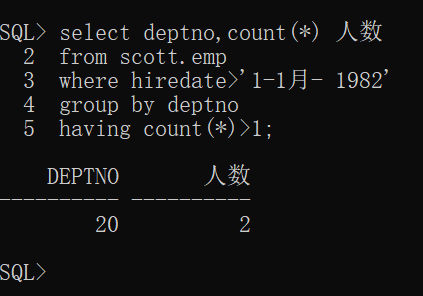 SQL> select deptno,count(*) 人数
2 from scott.emp
3 where hiredate>'1-1月- 1982'
4 group by deptno
5 having count(*)>1;
DEPTNO 人数
---------- ----------
20 2
SQL>